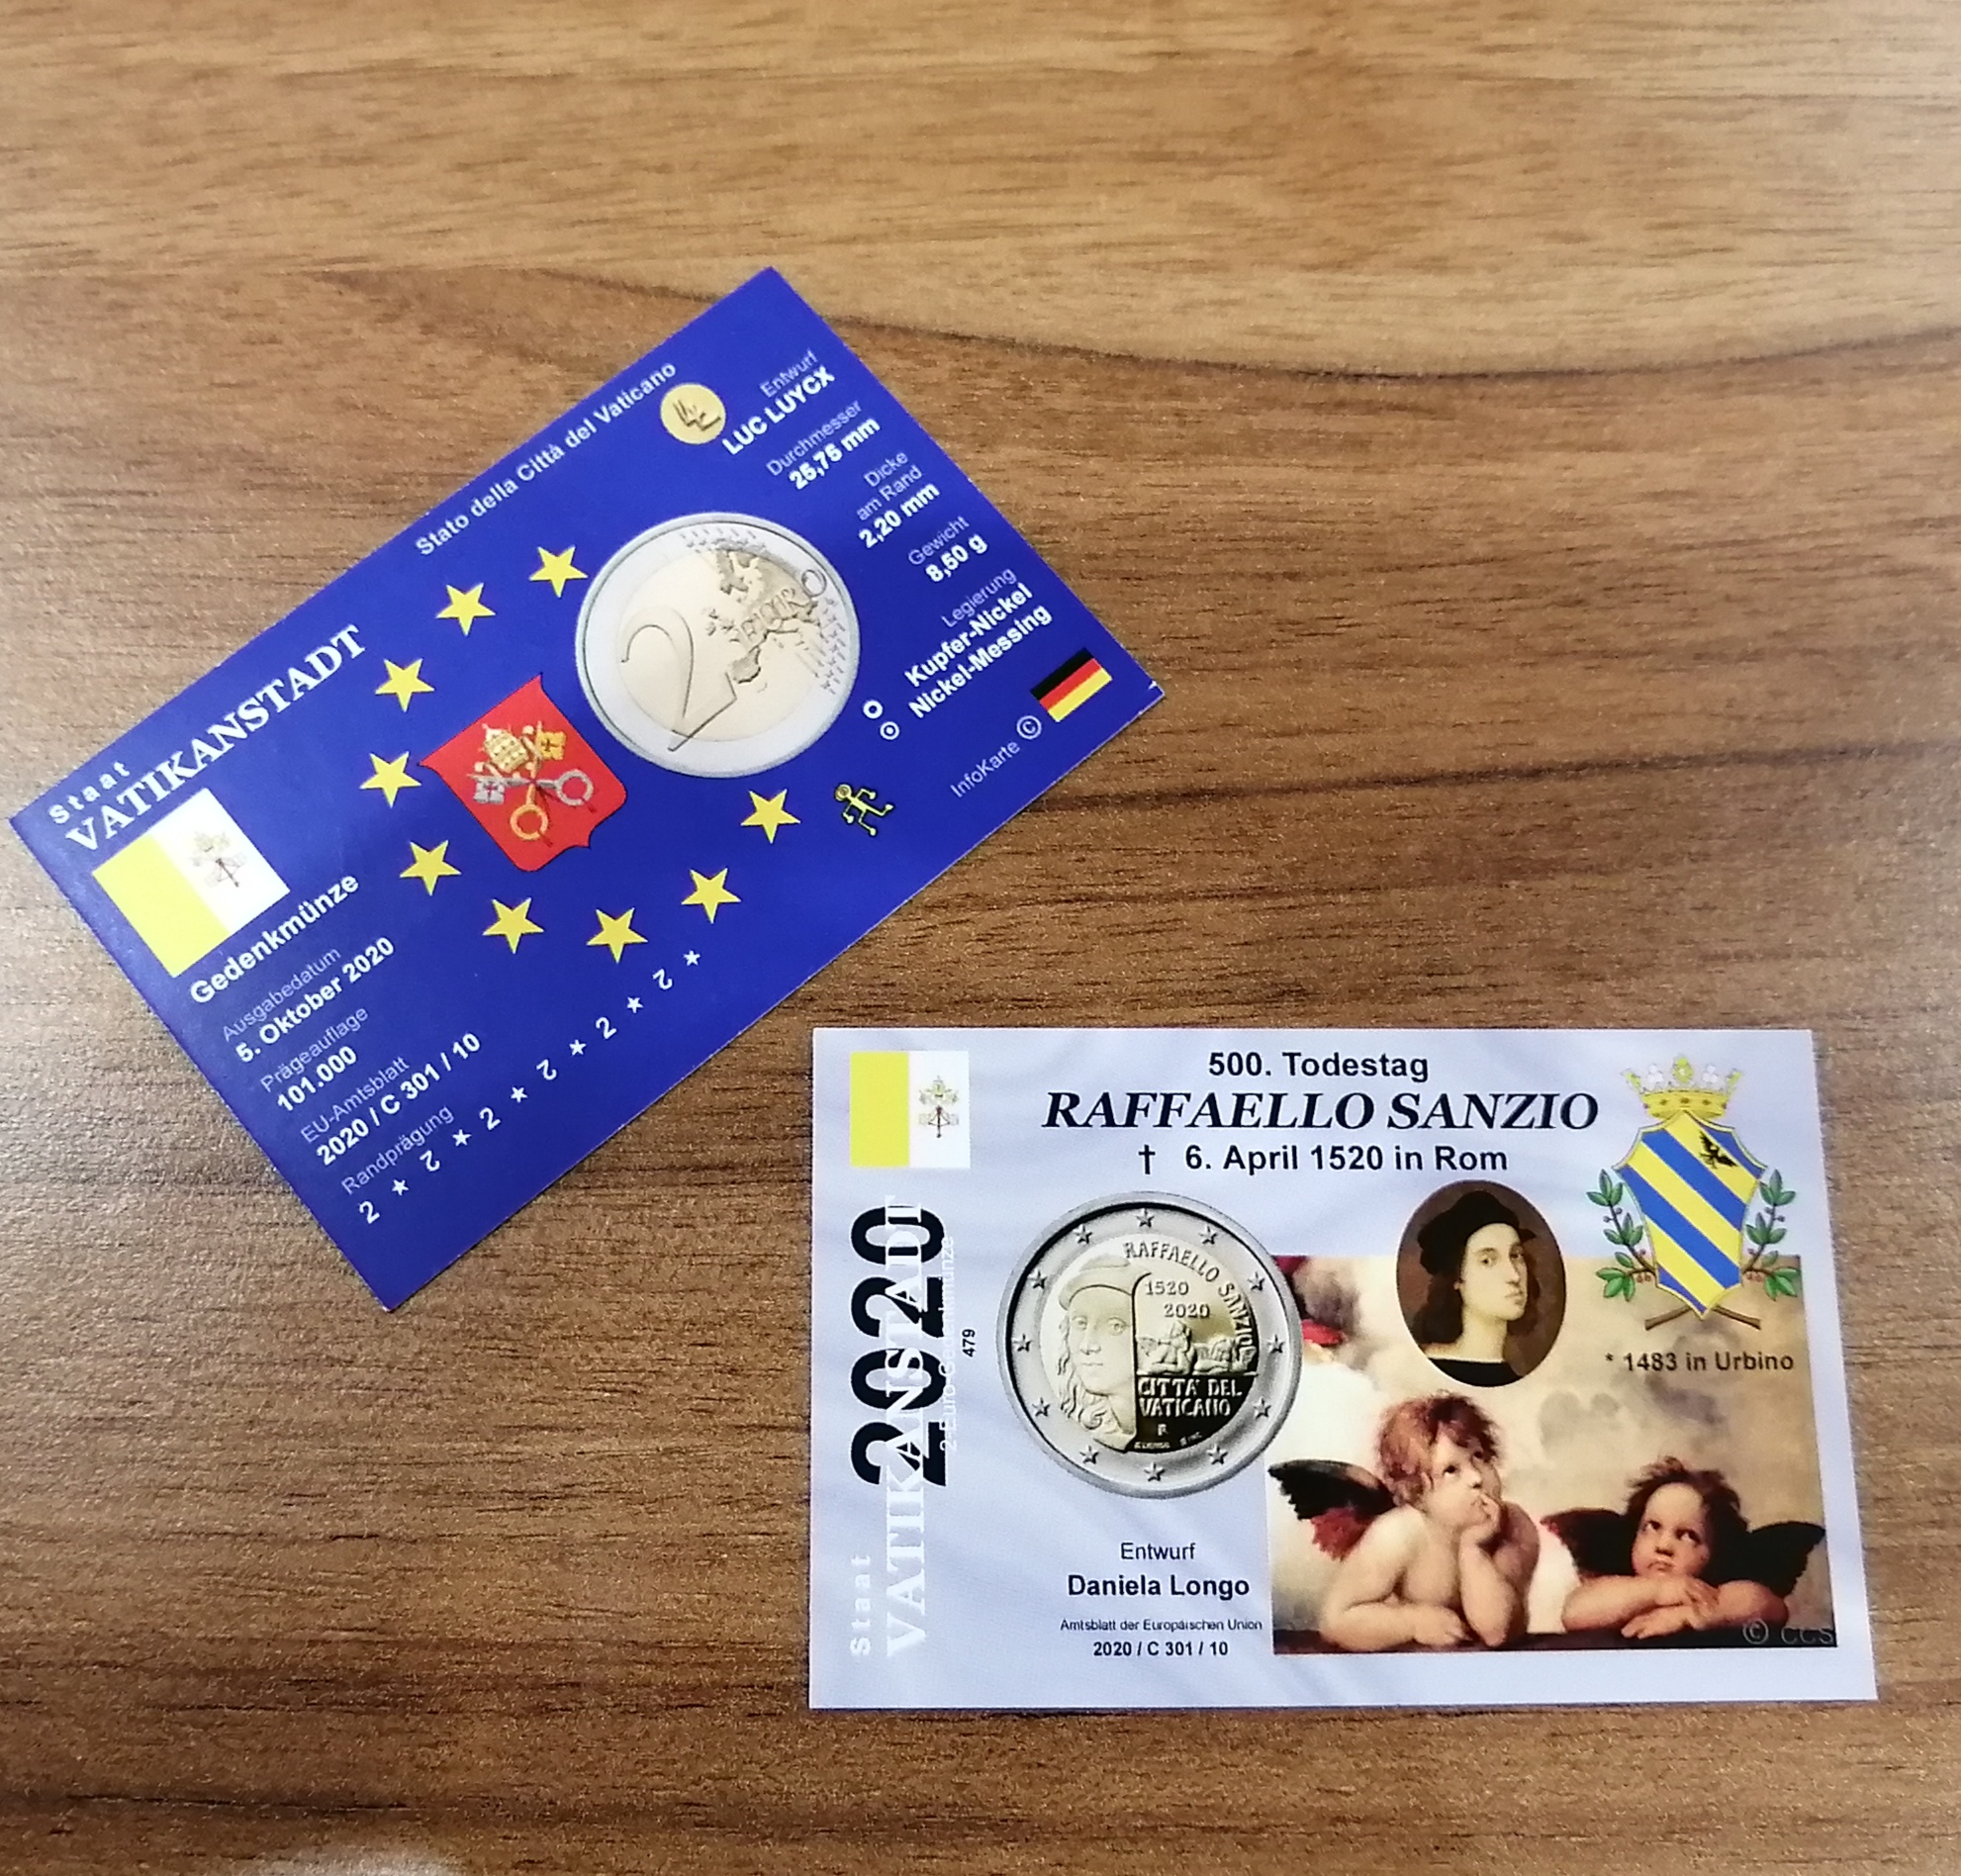 Staat
VATIKANSTADT
Stato della Città del Vaticano
Gedenkmünze
Ausgabedatum
5. Oktober 2020
Prägeauflage
101.000
EU-Amtsblatt
2020 / C 301 / 10
Randprägung
2 ★ 2 ★ 2 ★ 2 ★ 2 ★ 2 ★
2 EURO
Entwurf
LUC LUYCX
Durchmesser
25,75 mm
Dicke
am Rand
2,20 mm
Gewicht
8,50 g
Legierung
Kupfer-Nickel
Nickel-Messing
InfoKarte ©
500. Todestag
RAFFAELLO SANZIO
† 6. April 1520 in Rom
2020
Staat
VATIKANSTADT
2-Euro-Gedenkmünze
479
RAFFAELLO SANZIO
1520
2020
CITTA' DEL
VATICANO
R
* 1483 in Urbino
Entwurf
Daniela Longo
Amtsblatt der Europäischen Union
2020 / C 301 / 10
© CCS